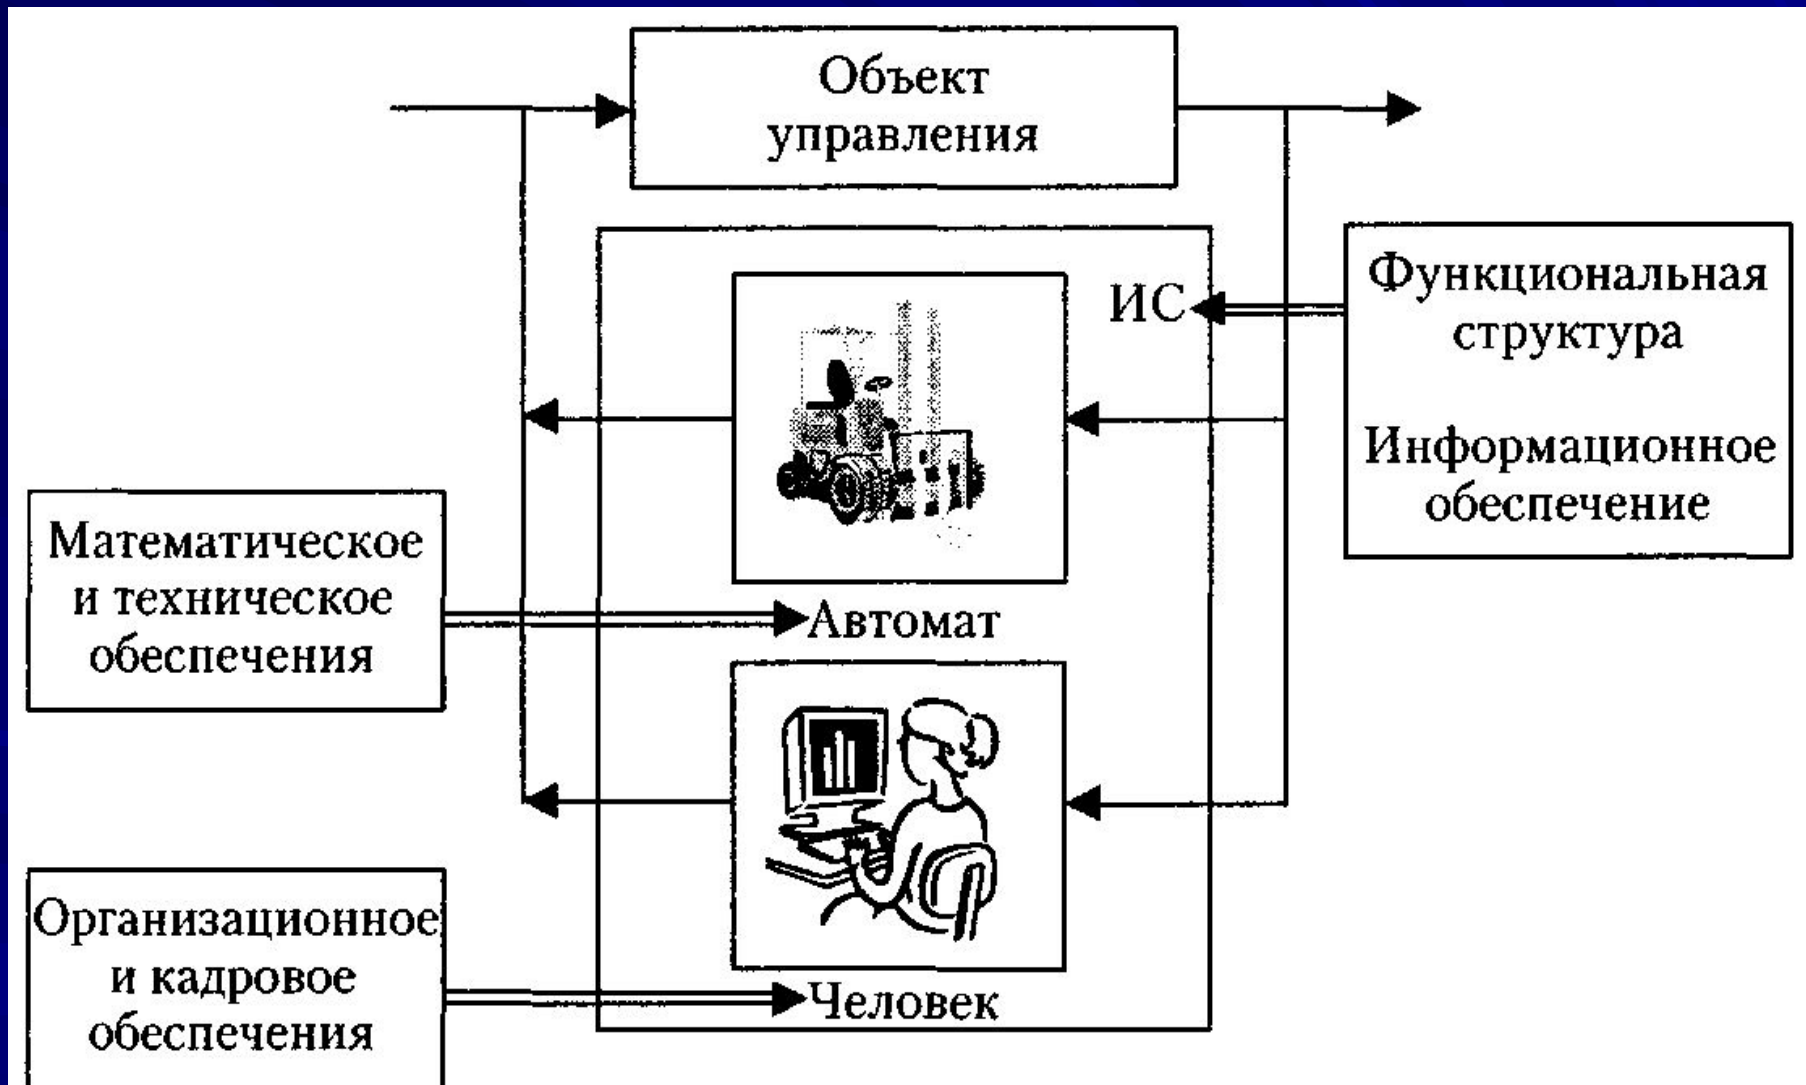 Объект
управления
ИС
Функциональная
структура
Информационное
обеспечение
Математическое
и техническое
обеспечения
Автомат
Организационное
и кадровое
обеспечения
Человек